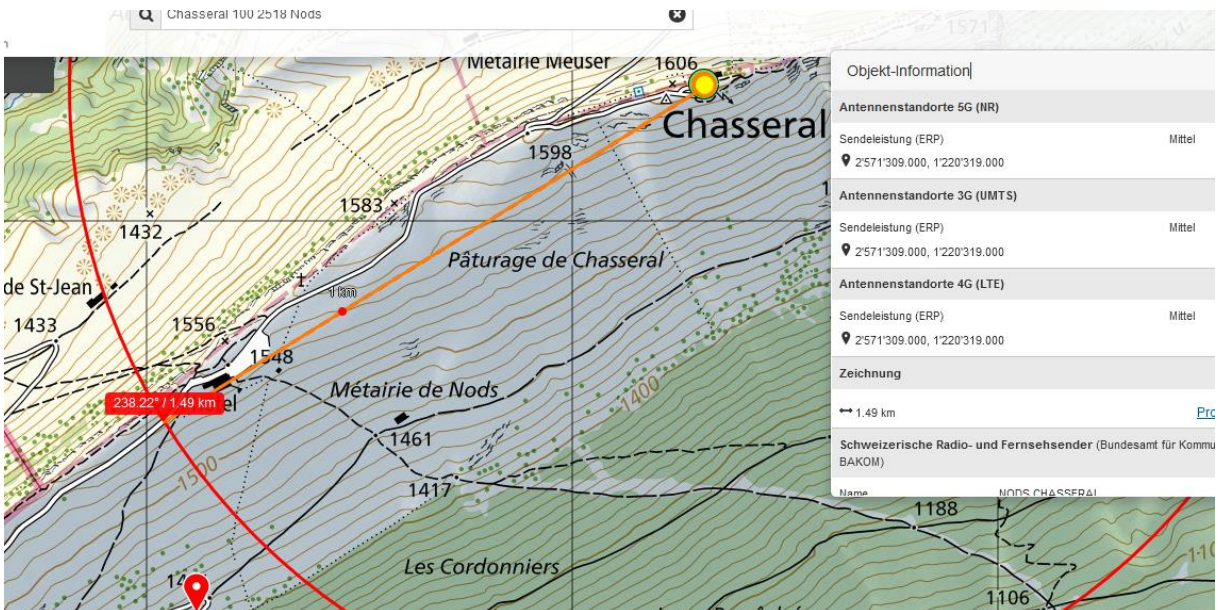 Chasseral 100 2518 Nods
1571
Métairie Meuser
1606
Chasseral
1598
1583
1432
Pâturage de Chasseral
de St-Jean
1 km
1433
1556
1548
Métairie de Nods
1400
238.22° / 1.49 km
el
1461
1500
1417
1188
Les Cordonniers
1106
Objekt-Information
Antennenstandorte 5G (NR)
Sendeleistung (ERP) Mittel
2'571'309.000, 1'220'319.000
Antennenstandorte 3G (UMTS)
Sendeleistung (ERP) Mittel
2'571'309.000, 1'220'319.000
Antennenstandorte 4G (LTE)
Sendeleistung (ERP) Mittel
2'571'309.000, 1'220'319.000
Zeichnung
1.49 km Pro
Schweizerische Radio- und Fernsehsender (Bundesamt für Kommu
BAKOM)
Name NODS CHASSERAL